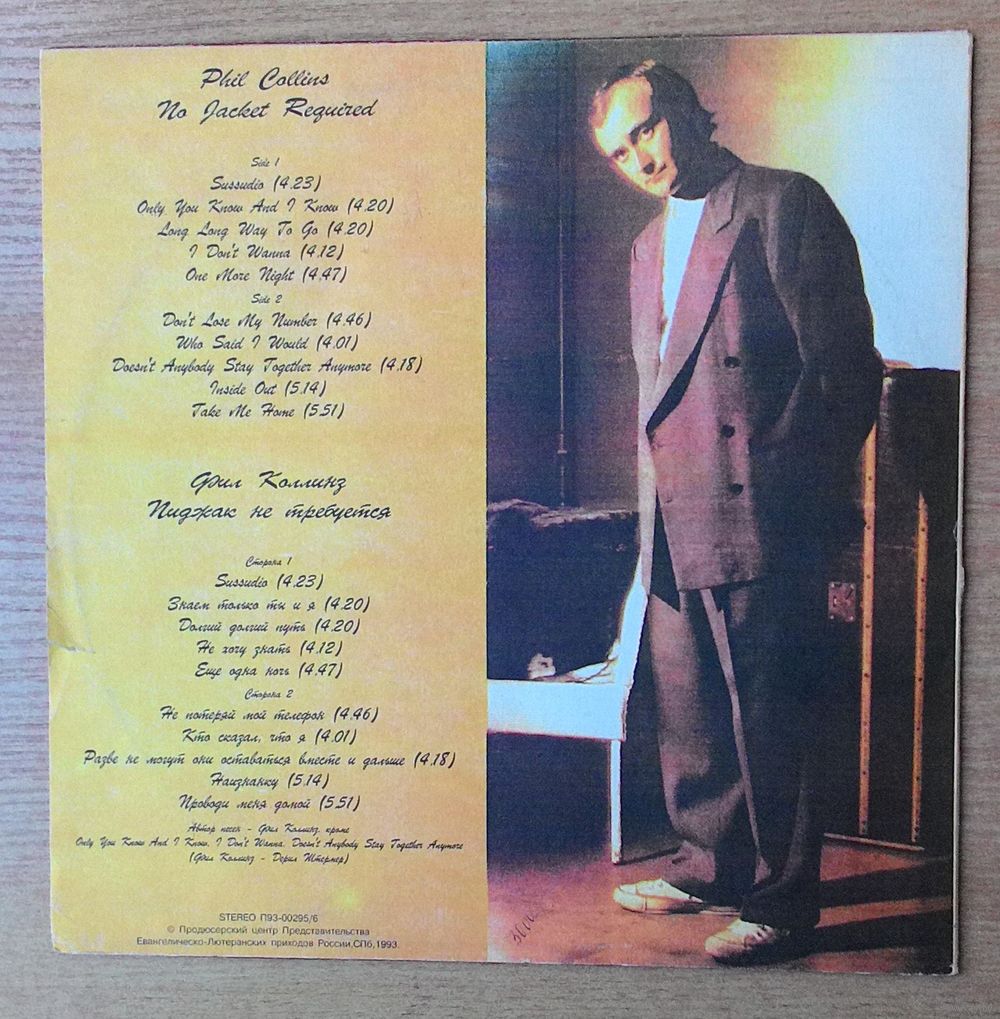 Phil Collins
No Jacket Required
Side 1
Sussudio (4.23)
Only You Know And I Know (4.20)
Long Long Way To Go (4.20)
I Don't Wanna (4.12)
One More Night (4.47)
Side 2
Don't Lose My Number (4.46)
Who Said I Would (4.01)
Doesn't Anybody Stay Together Anymore (4.18)
Inside Out (5.14)
Take Me Home (5.51)
Фил Коллинз
Пиджак не требуется
Сторона 1
Sussudio (4.23)
Знаем только ты и я (4.20)
Долгий долгий путь (4.20)
Не хочу знать (4.12)
Еще одна ночь (4.47)
Сторона 2
Не потеряй мой телефон (4.46)
Кто сказал, что я (4.01)
Разве не могут они оставаться вместе и дальше (4.18)
Наизнанку (5.14)
Проводи меня домой (5.51)
Автор песен - Фил Коллинз, кроме
Only You Know And I Know, I Don't Wanna, Doesn't Anybody Stay Together Anymore
(Фил Коллинз - Дерил Штермер)
STEREO П93-00295/6
© Продюсерский центр Представительства
Евангелическо-Лютеранских приходов России,СПб,1993